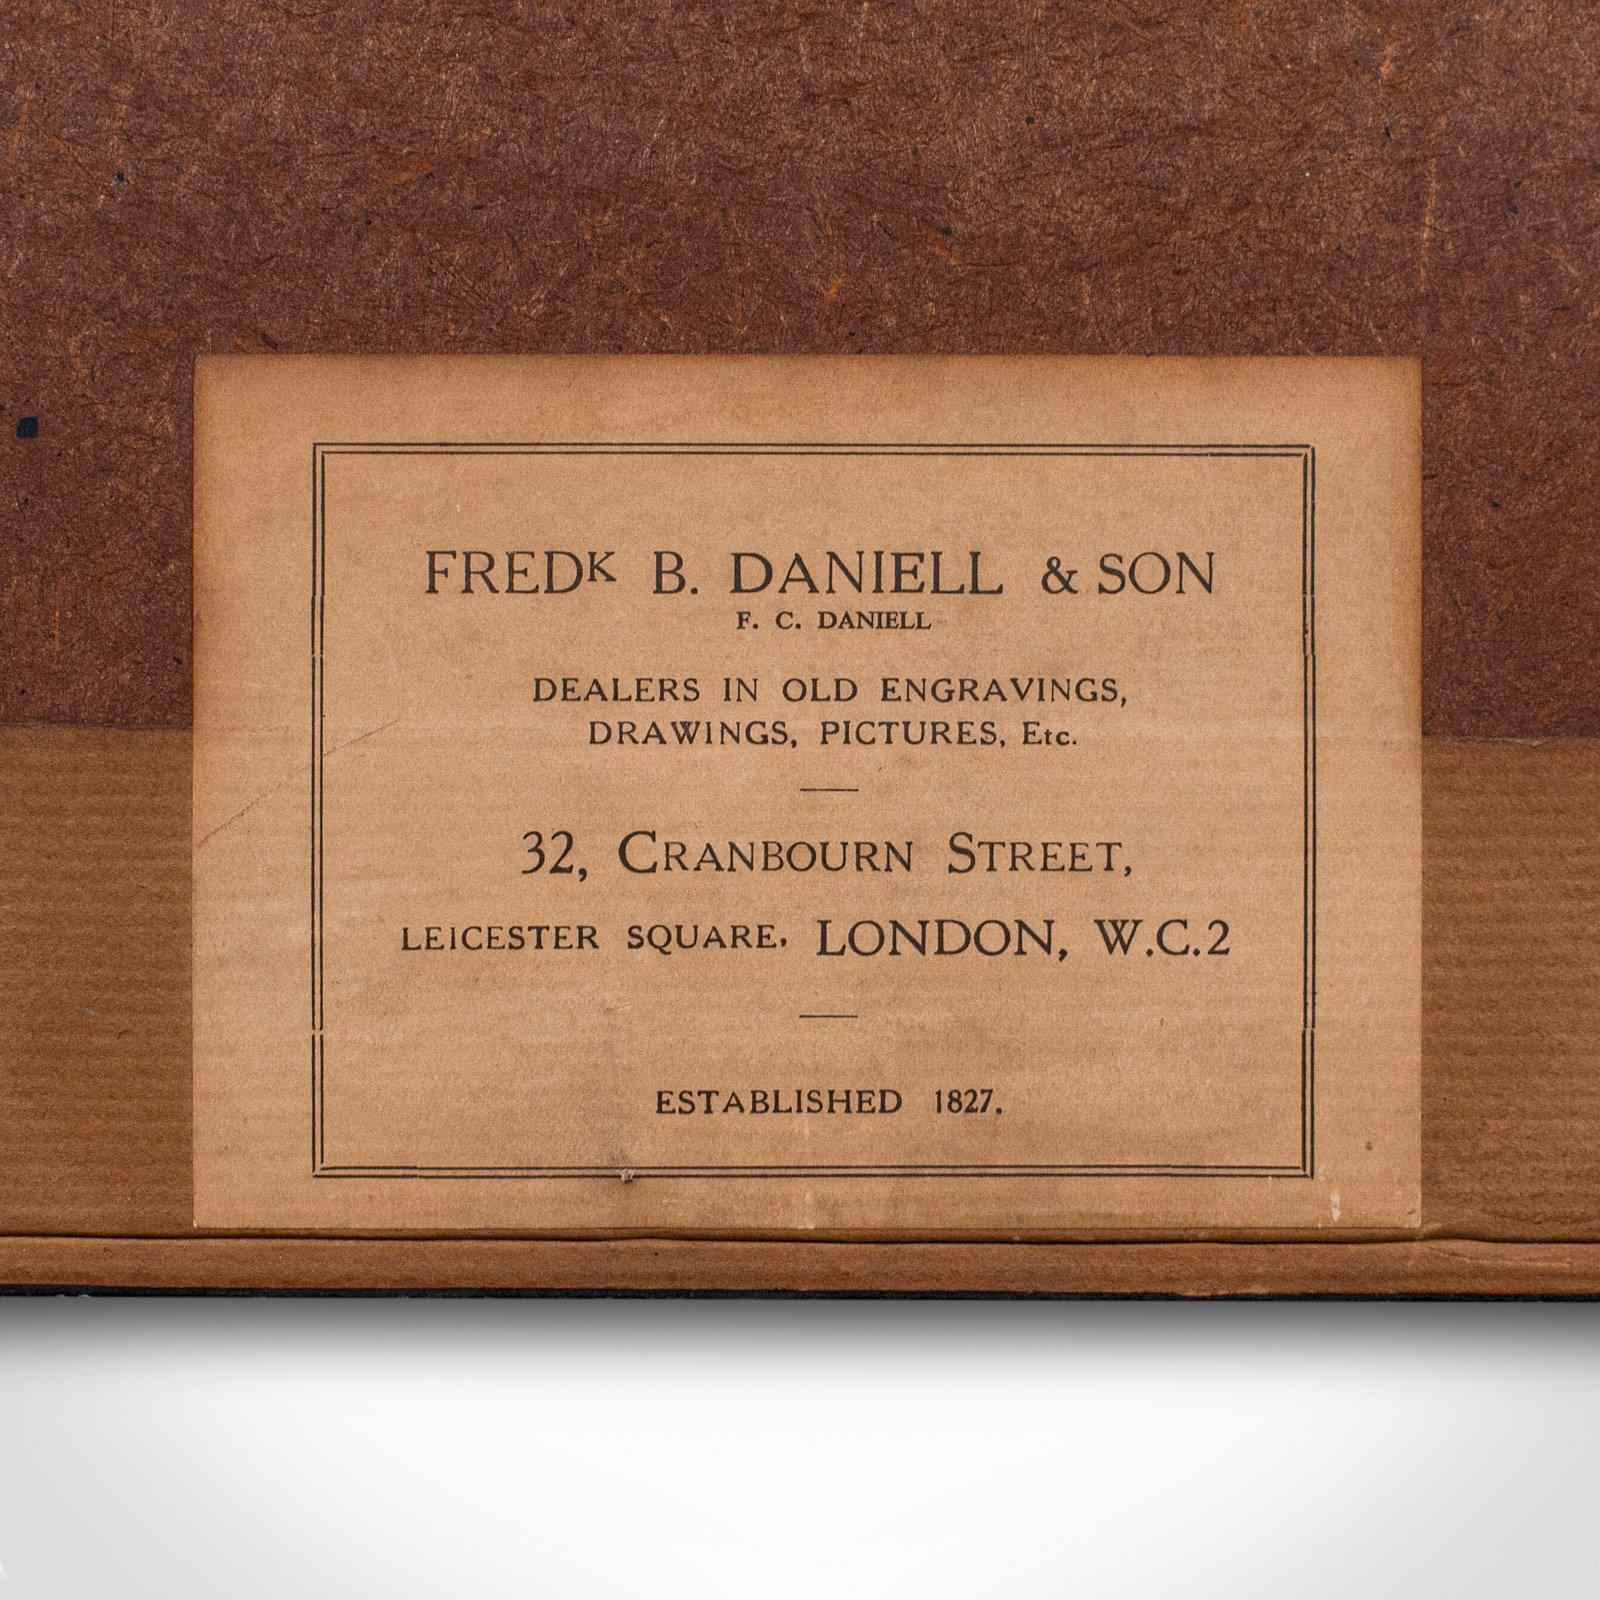 FREDK B. DANIELL & SON
F. C. DANIELL
DEALERS IN OLD ENGRAVINGS,
DRAWINGS, PICTURES, Etc.
32, CRANBOURN STREET,
LEICESTER SQUARE, LONDON, W.C.2
ESTABLISHED 1827.